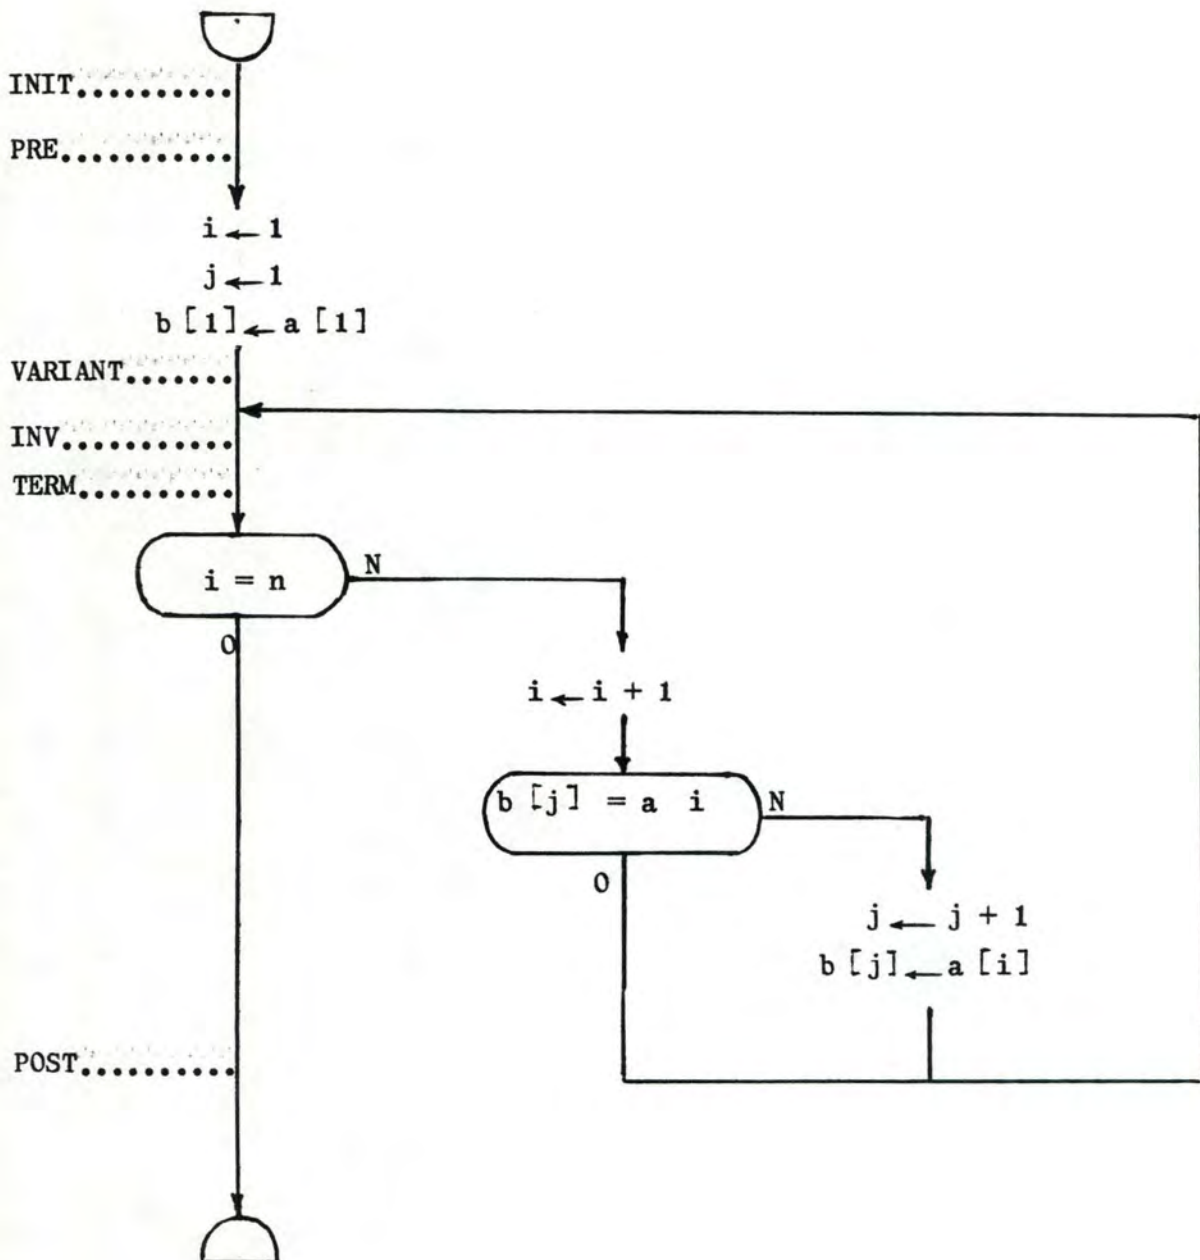 INIT..........
PRE...........
i ← 1
j ← 1
b [1] ← a [1]
VARIANT.......
INV...........
TERM..........
i = n
N
O
i ← i + 1
b [j] = a i
N
O
j ← j + 1
b [j] ← a [i]
POST..........